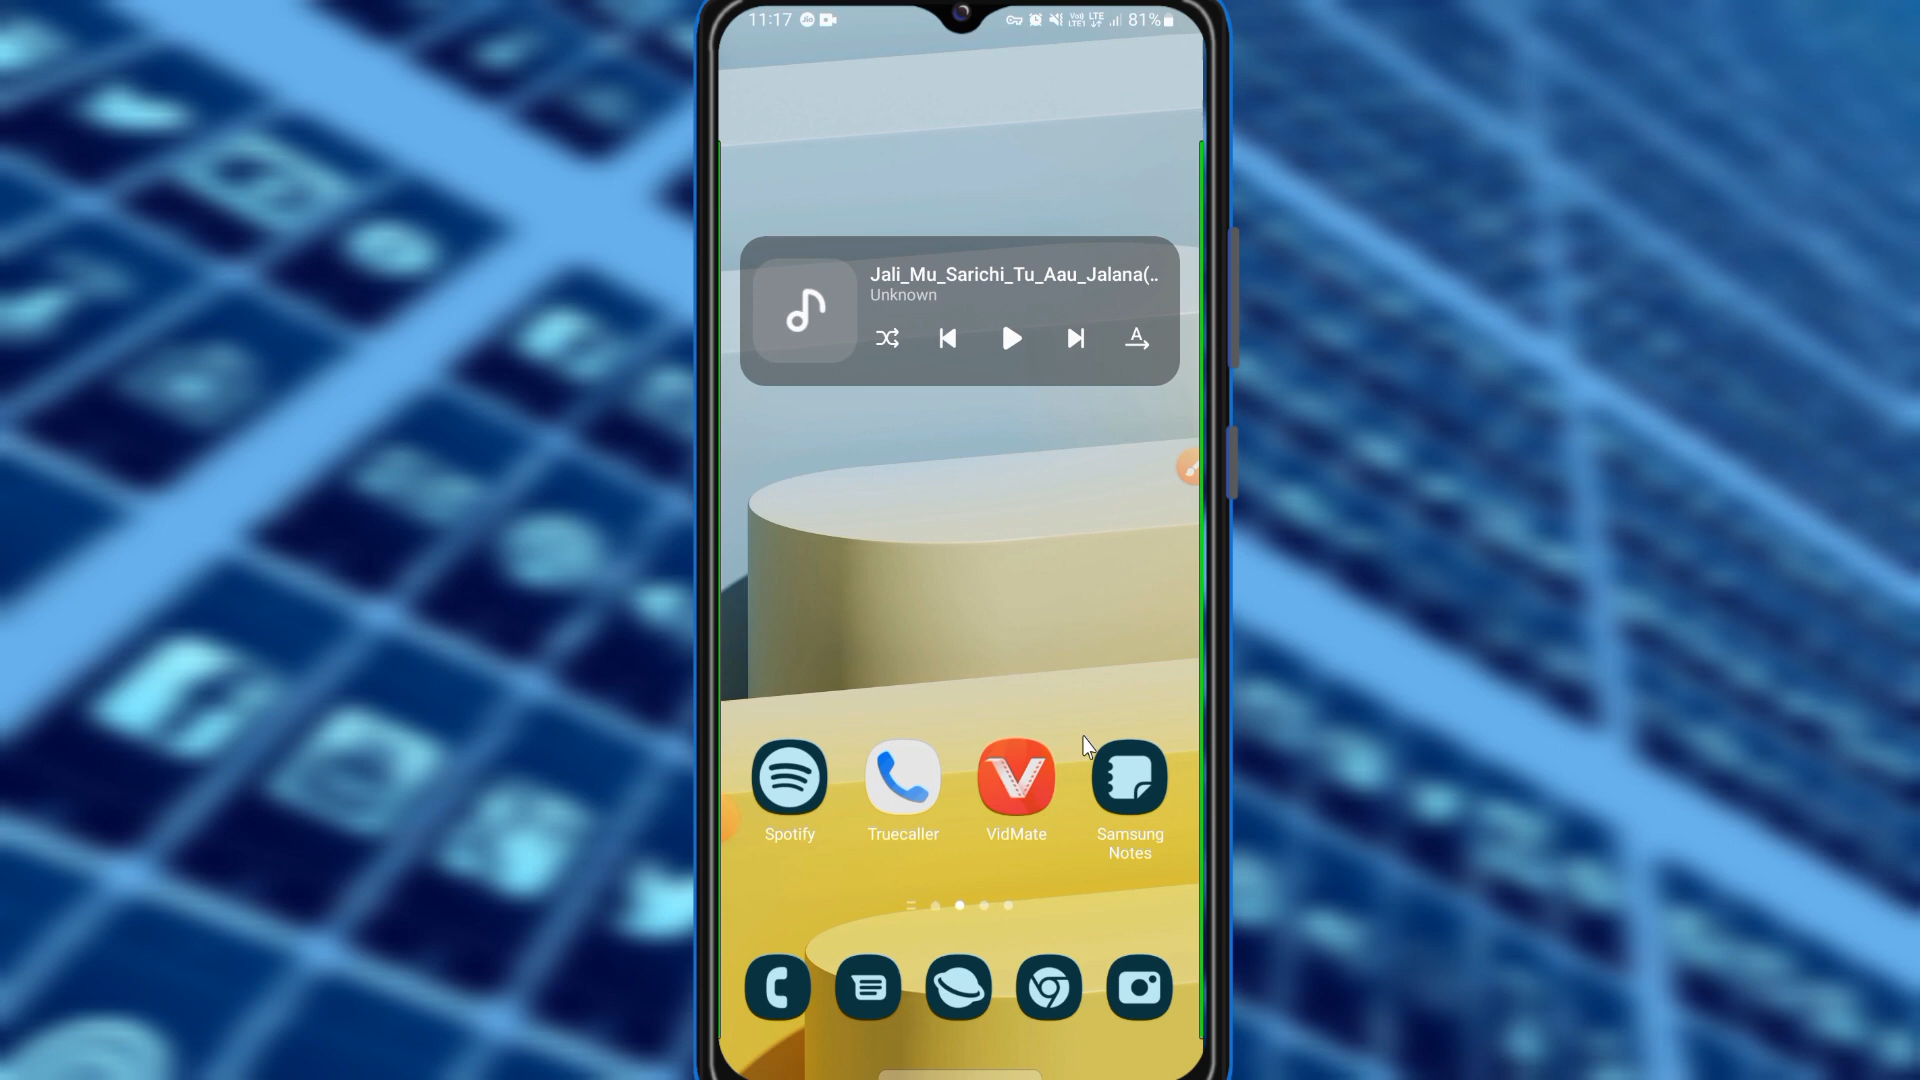 11:17
81%
Jali_Mu_Sarichi_Tu_Aau_Jalana(..
Unknown
A
Spotify
Truecaller
VidMate
Samsung
Notes